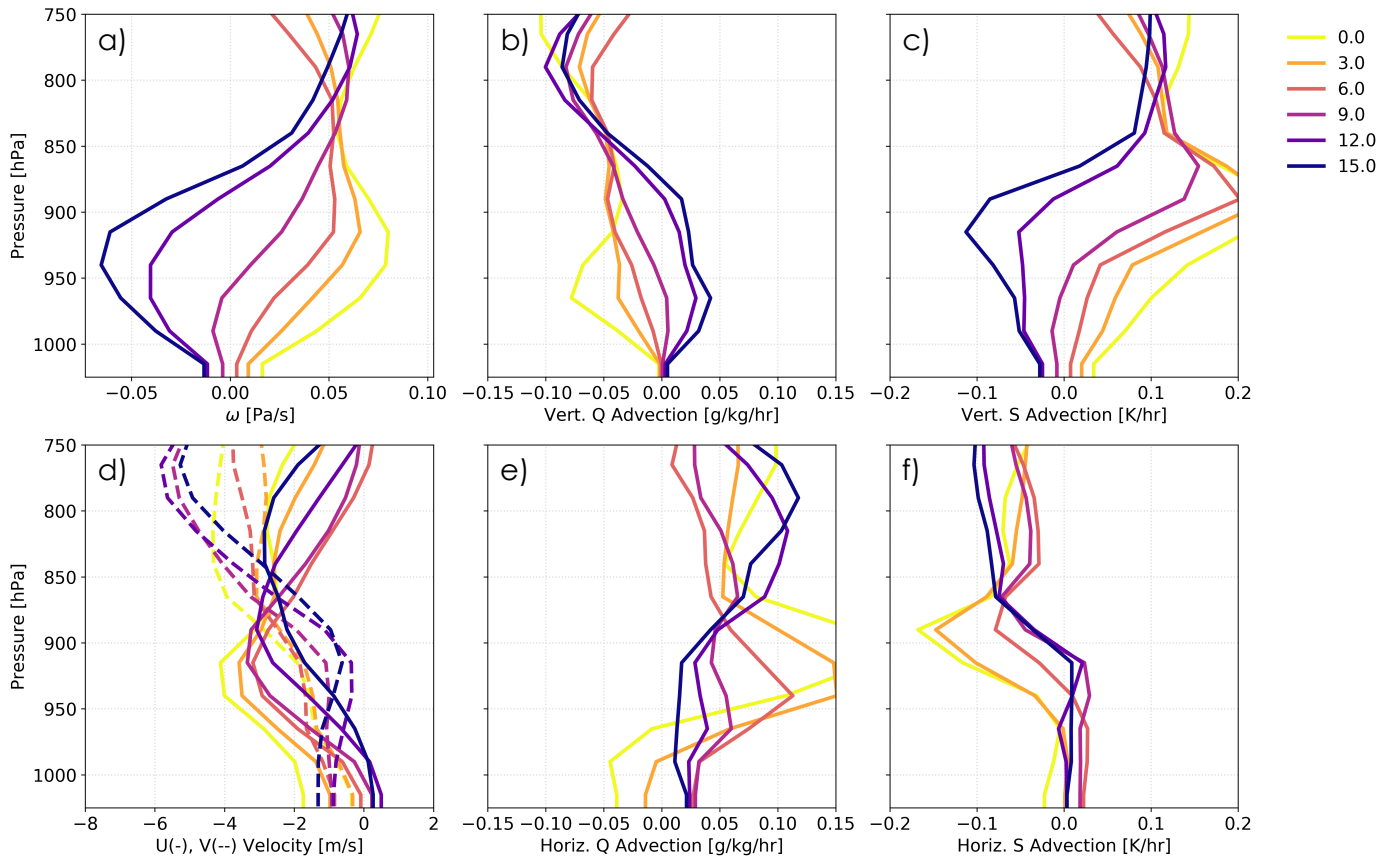 a)
b)
c)
750
800
850
900
950
1000
Pressure [hPa]
−0.05 0.00 0.05 0.10
ω [Pa/s]
−0.15 −0.10 −0.05 0.00 0.05 0.10 0.15
Vert. Q Advection [g/kg/hr]
−0.2 −0.1 0.0 0.1 0.2
Vert. S Advection [K/hr]
0.0
3.0
6.0
9.0
12.0
15.0
d)
e)
f)
750
800
850
900
950
1000
Pressure [hPa]
−8 −6 −4 −2 0 2
U(-), V(--) Velocity [m/s]
−0.15 −0.10 −0.05 0.00 0.05 0.10 0.15
Horiz. Q Advection [g/kg/hr]
−0.2 −0.1 0.0 0.1 0.2
Horiz. S Advection [K/hr]